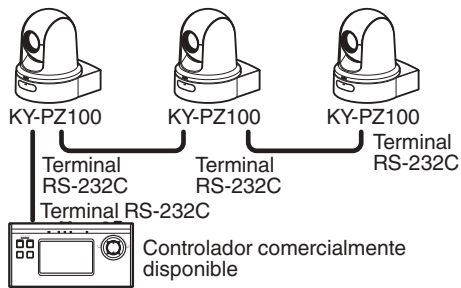 KY-PZ100
KY-PZ100
KY-PZ100
Terminal
RS-232C
Terminal
RS-232C
Terminal
RS-232C
Terminal RS-232C
Controlador comercialmente
disponible